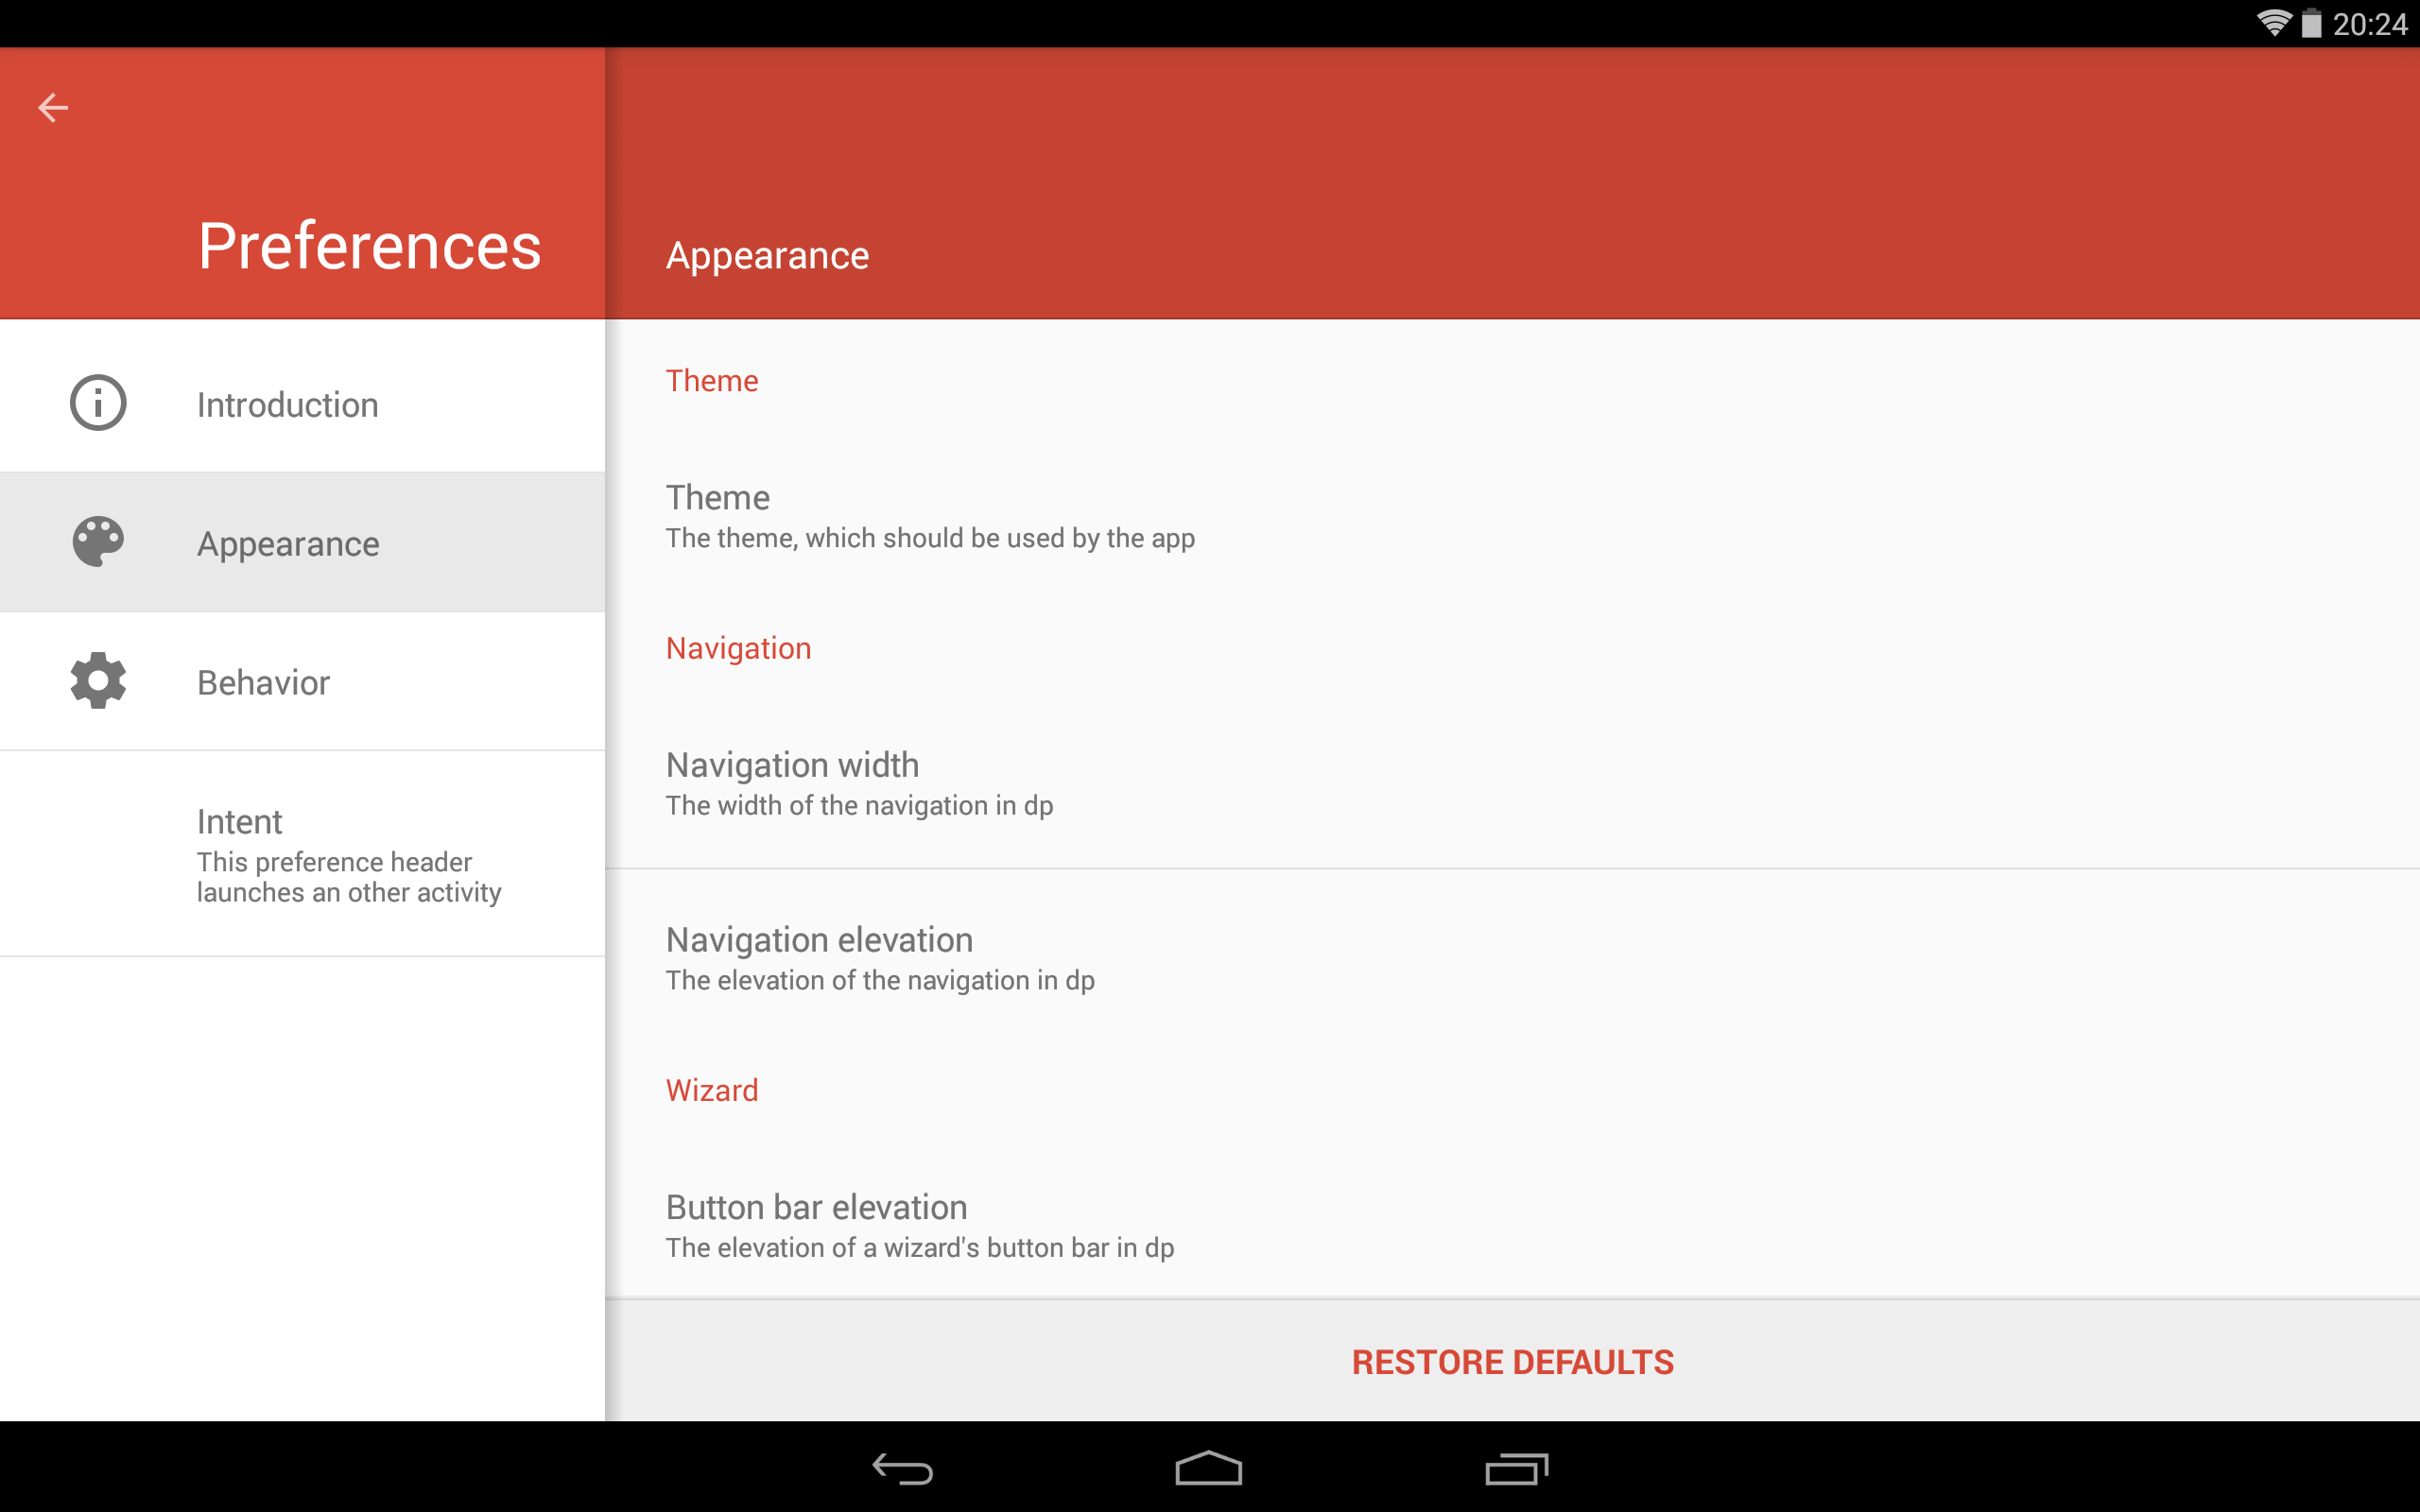 20:24
Preferences
Appearance
Introduction
Appearance
Behavior
Intent
This preference header
launches an other activity
Theme
Theme
The theme, which should be used by the app
Navigation
Navigation width
The width of the navigation in dp
Navigation elevation
The elevation of the navigation in dp
Wizard
Button bar elevation
The elevation of a wizard's button bar in dp
RESTORE DEFAULTS